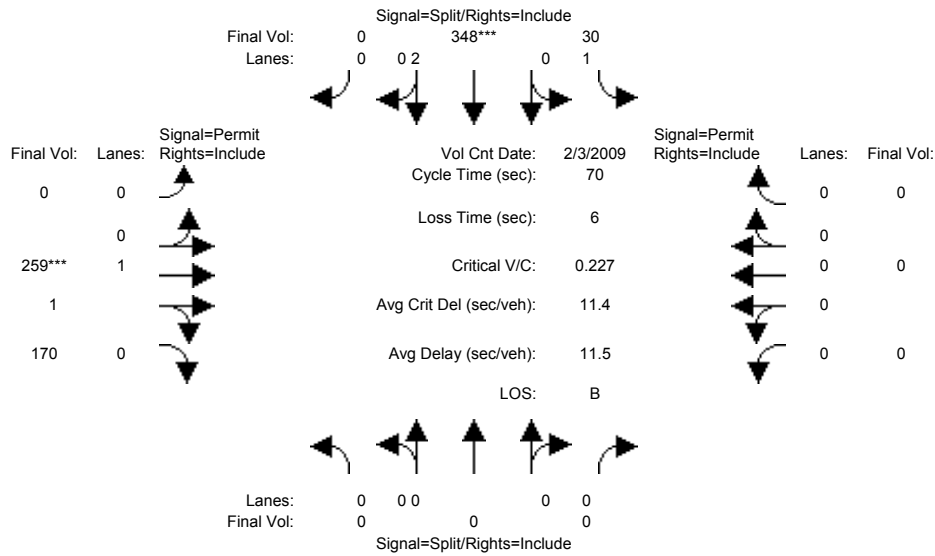 Signal=Split/Rights=Include
Final Vol: 0 348*** 30
Lanes: 0 0 2 0 1
Signal=Permit Signal=Permit
Final Vol: Lanes: Rights=Include Vol Cnt Date: 2/3/2009 Rights=Include Lanes: Final Vol:
Cycle Time (sec): 70
0 0 0 0
Loss Time (sec): 6
0 0
259*** 1 Critical V/C: 0.227 0 0
1 Avg Crit Del (sec/veh): 11.4 0
170 0 Avg Delay (sec/veh): 11.5 0 0
LOS: B
Lanes: 0 0 0 0 0
Final Vol: 0 0 0
Signal=Split/Rights=Include